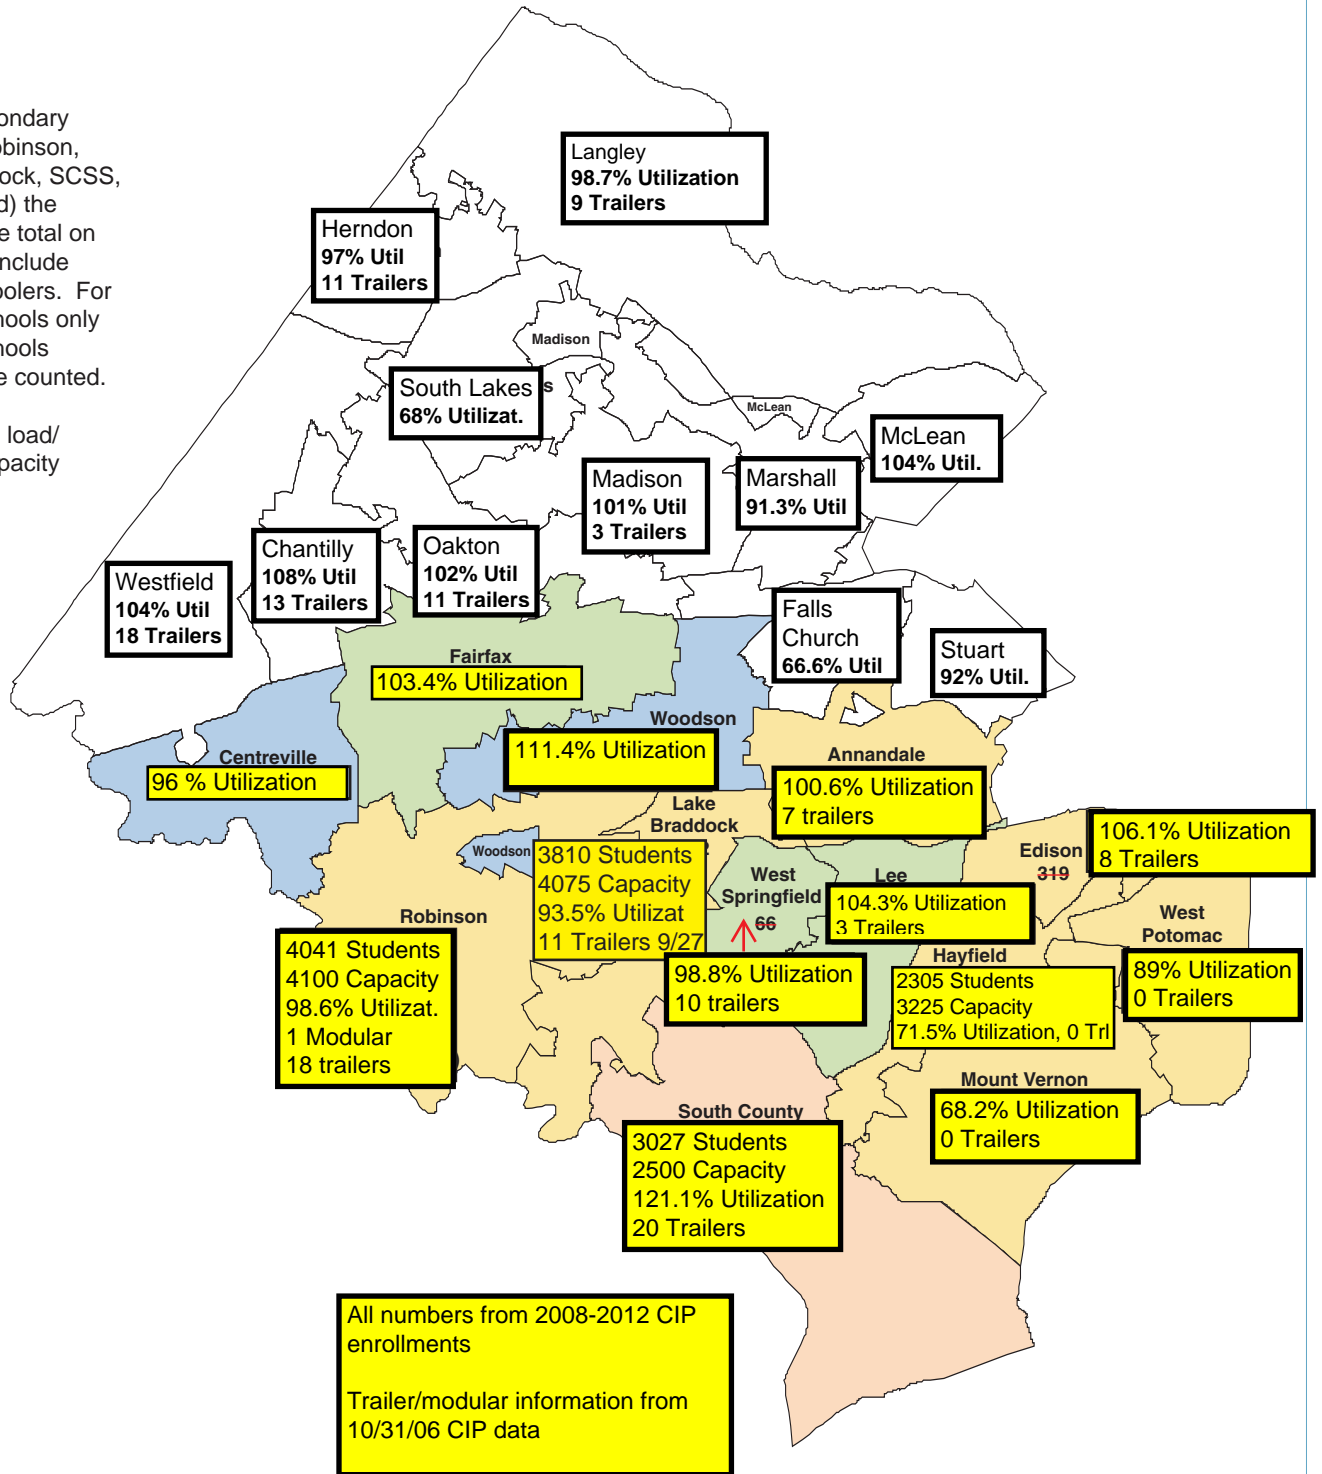 ondary
obinson,
ock, SCSS,
d) the
e total on
nclude
oolers. For
hools only
hools
e counted.
load/
pacity
Langley
98.7% Utilization
9 Trailers
Herndon
97% Util
11 Trailers
Madison
South Lakes
s
68% Utilizat.
McLean
McLean
104% Util.
Madison
101% Util
3 Trailers
Marshall
91.3% Util
Chantilly
108% Util
13 Trailers
Oakton
102% Util
11 Trailers
Westfield
104% Util
18 Trailers
Falls
Church
66.6% Util
Stuart
92% Util.
Fairfax
103.4% Utilization
Woodson
111.4% Utilization
Centreville
96 % Utilization
Annandale
100.6% Utilization
7 trailers
Lake
Braddock
Woodson
3810 Students
4075 Capacity
93.5% Utilizat
11 Trailers 9/27
West
Springfield
66
98.8% Utilization
10 trailers
Lee
104.3% Utilization
3 Trailers
Edison
319
106.1% Utilization
8 Trailers
West
Potomac
89% Utilization
0 Trailers
Robinson
4041 Students
4100 Capacity
98.6% Utilizat.
1 Modular
18 trailers
Hayfield
2305 Students
3225 Capacity
71.5% Utilization, 0 Trl
Mount Vernon
68.2% Utilization
0 Trailers
South County
3027 Students
2500 Capacity
121.1% Utilization
20 Trailers
All numbers from 2008-2012 CIP
enrollments
Trailer/modular information from
10/31/06 CIP data